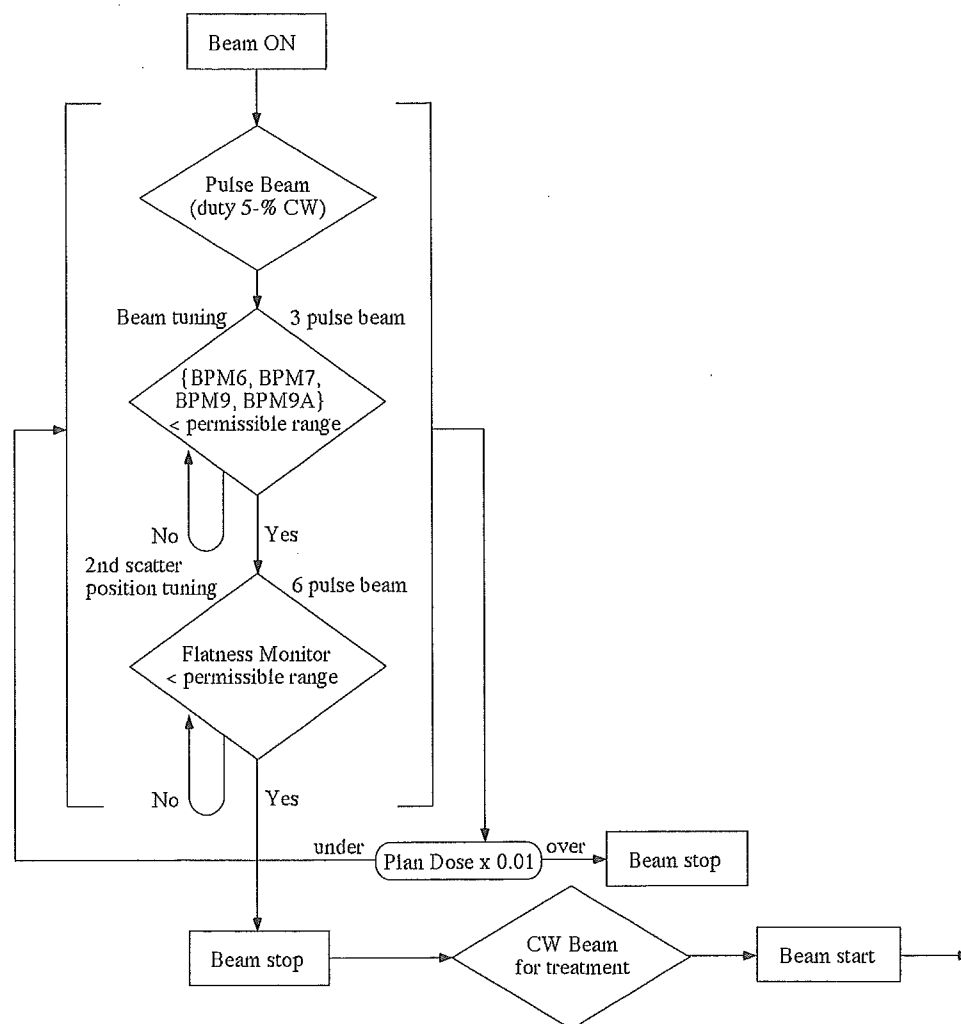 Beam ON
Pulse Beam
(duty 5-% CW)
Beam tuning
3 pulse beam
{BPM6, BPM7,
BPM9, BPM9A}
< permissible range
No
Yes
2nd scatter
position tuning
6 pulse beam
Flatness Monitor
< permissible range
No
Yes
under
Plan Dose x 0.01
over
Beam stop
Beam stop
CW Beam
for treatment
Beam start